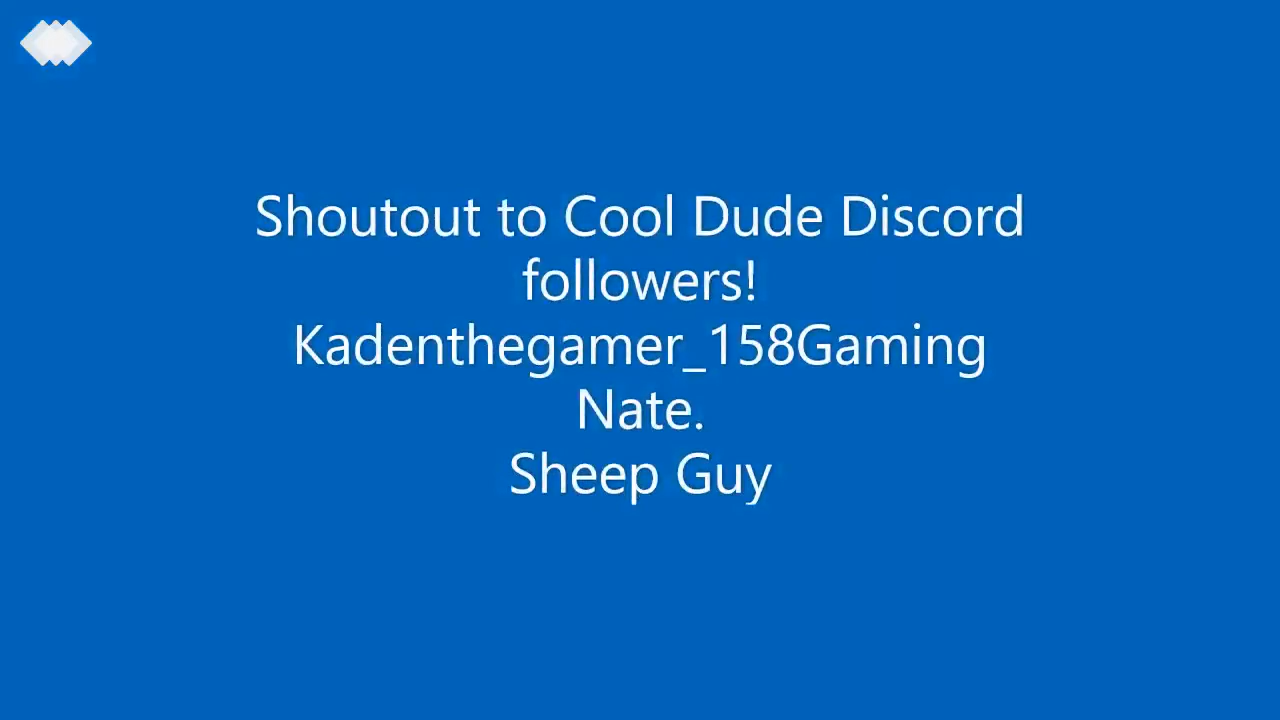 Shoutout to Cool Dude Discord
followers!
Kadenthegamer_158Gaming
Nate.
Sheep Guy